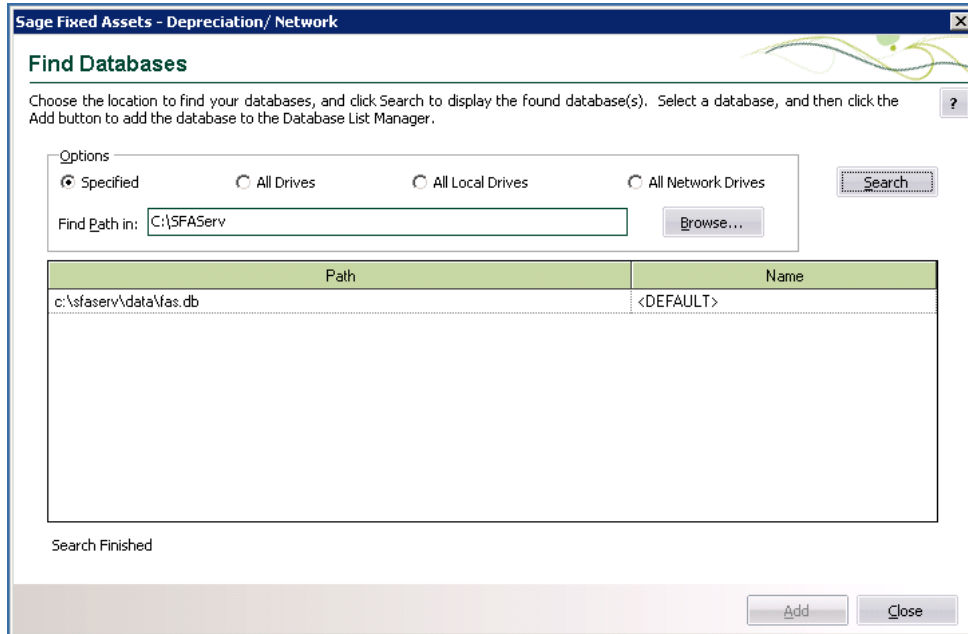 Sage Fixed Assets - Depreciation/ Network
Find Databases
Choose the location to find your databases, and click Search to display the found database(s).  Select a database, and then click the
Add button to add the database to the Database List Manager.
?
Options
Specified
All Drives
All Local Drives
All Network Drives
Search
Find Path in:
C:\SFAServ
Browse...
Path
Name
c:\sfaserv\data\fas.db
<DEFAULT>
Search Finished
Add
Close